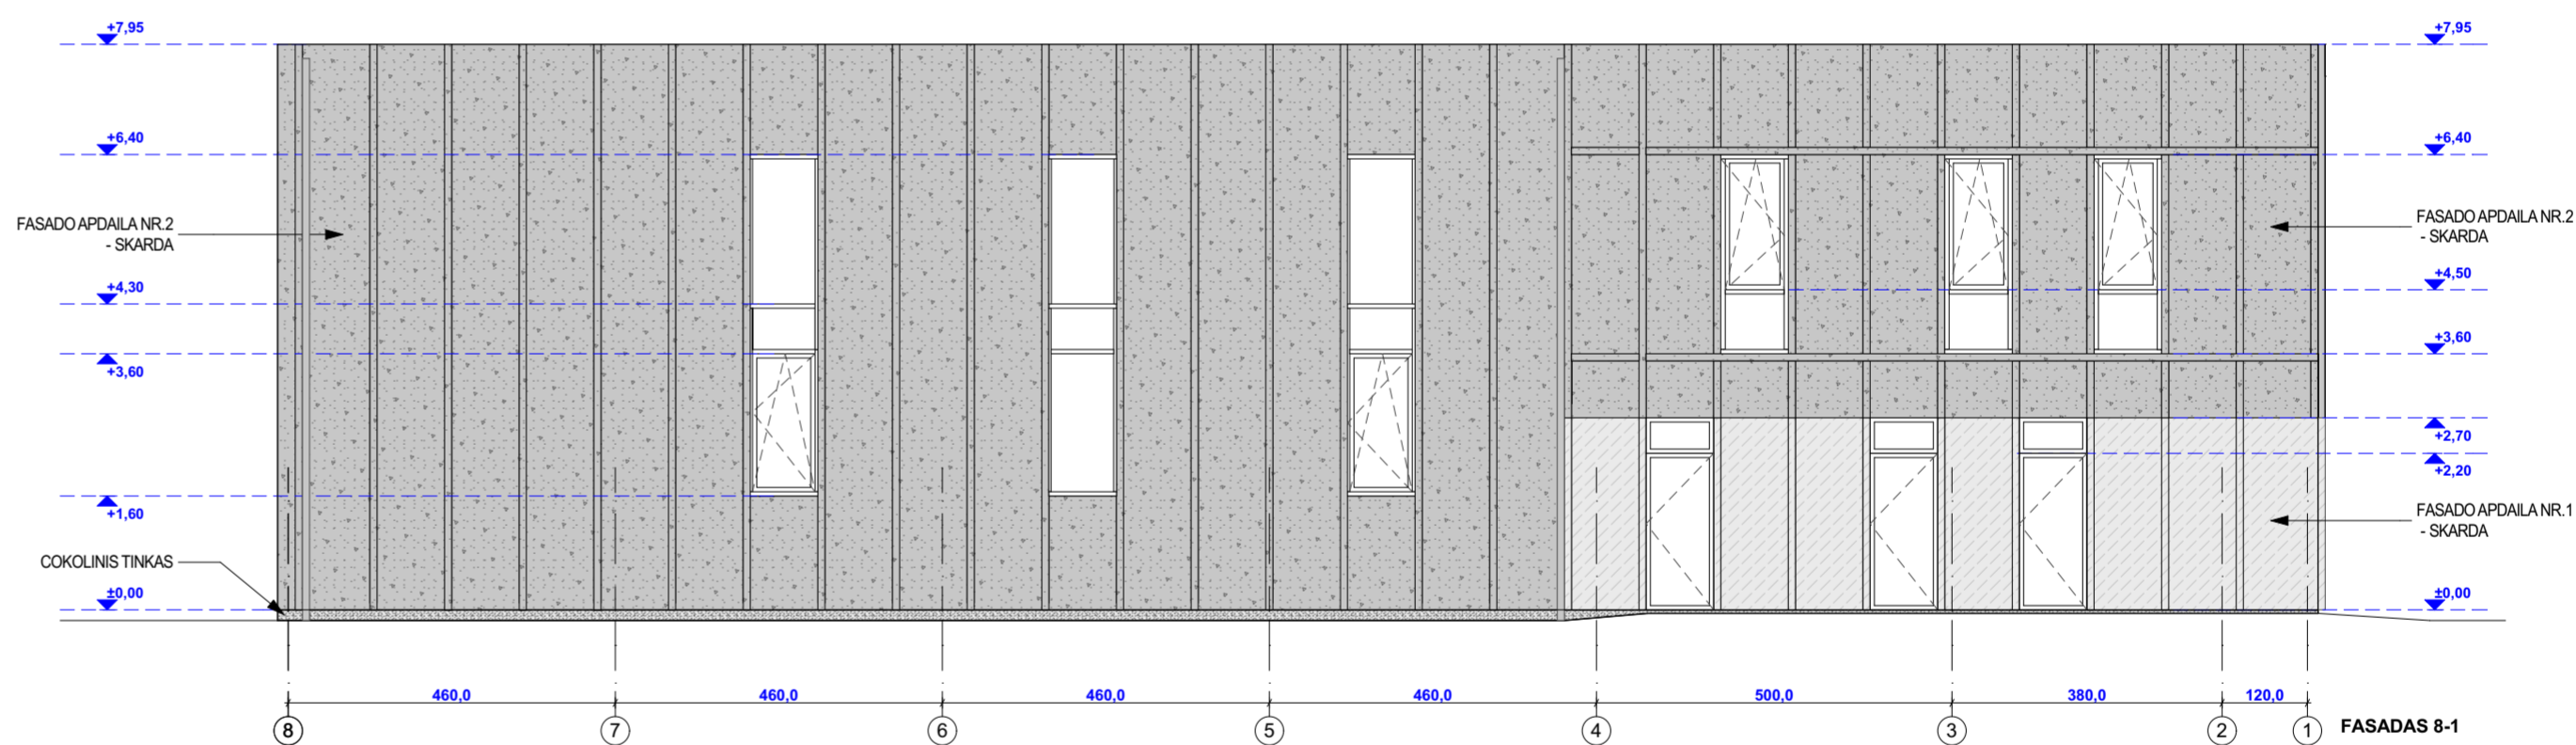 +7,95
+7,95
+6,40
+6,40
FASADO APDAILA NR.2
- SKARDA
FASADO APDAILA NR.2
- SKARDA
+4,30
+4,50
+3,60
+3,60
+2,70
+2,20
+1,60
FASADO APDAILA NR.1
- SKARDA
COKOLINIS TINKAS
±0,00
±0,00
460,0 460,0 460,0 460,0 500,0 380,0 120,0
8 7 6 5 4 3 2 1 FASADAS 8-1